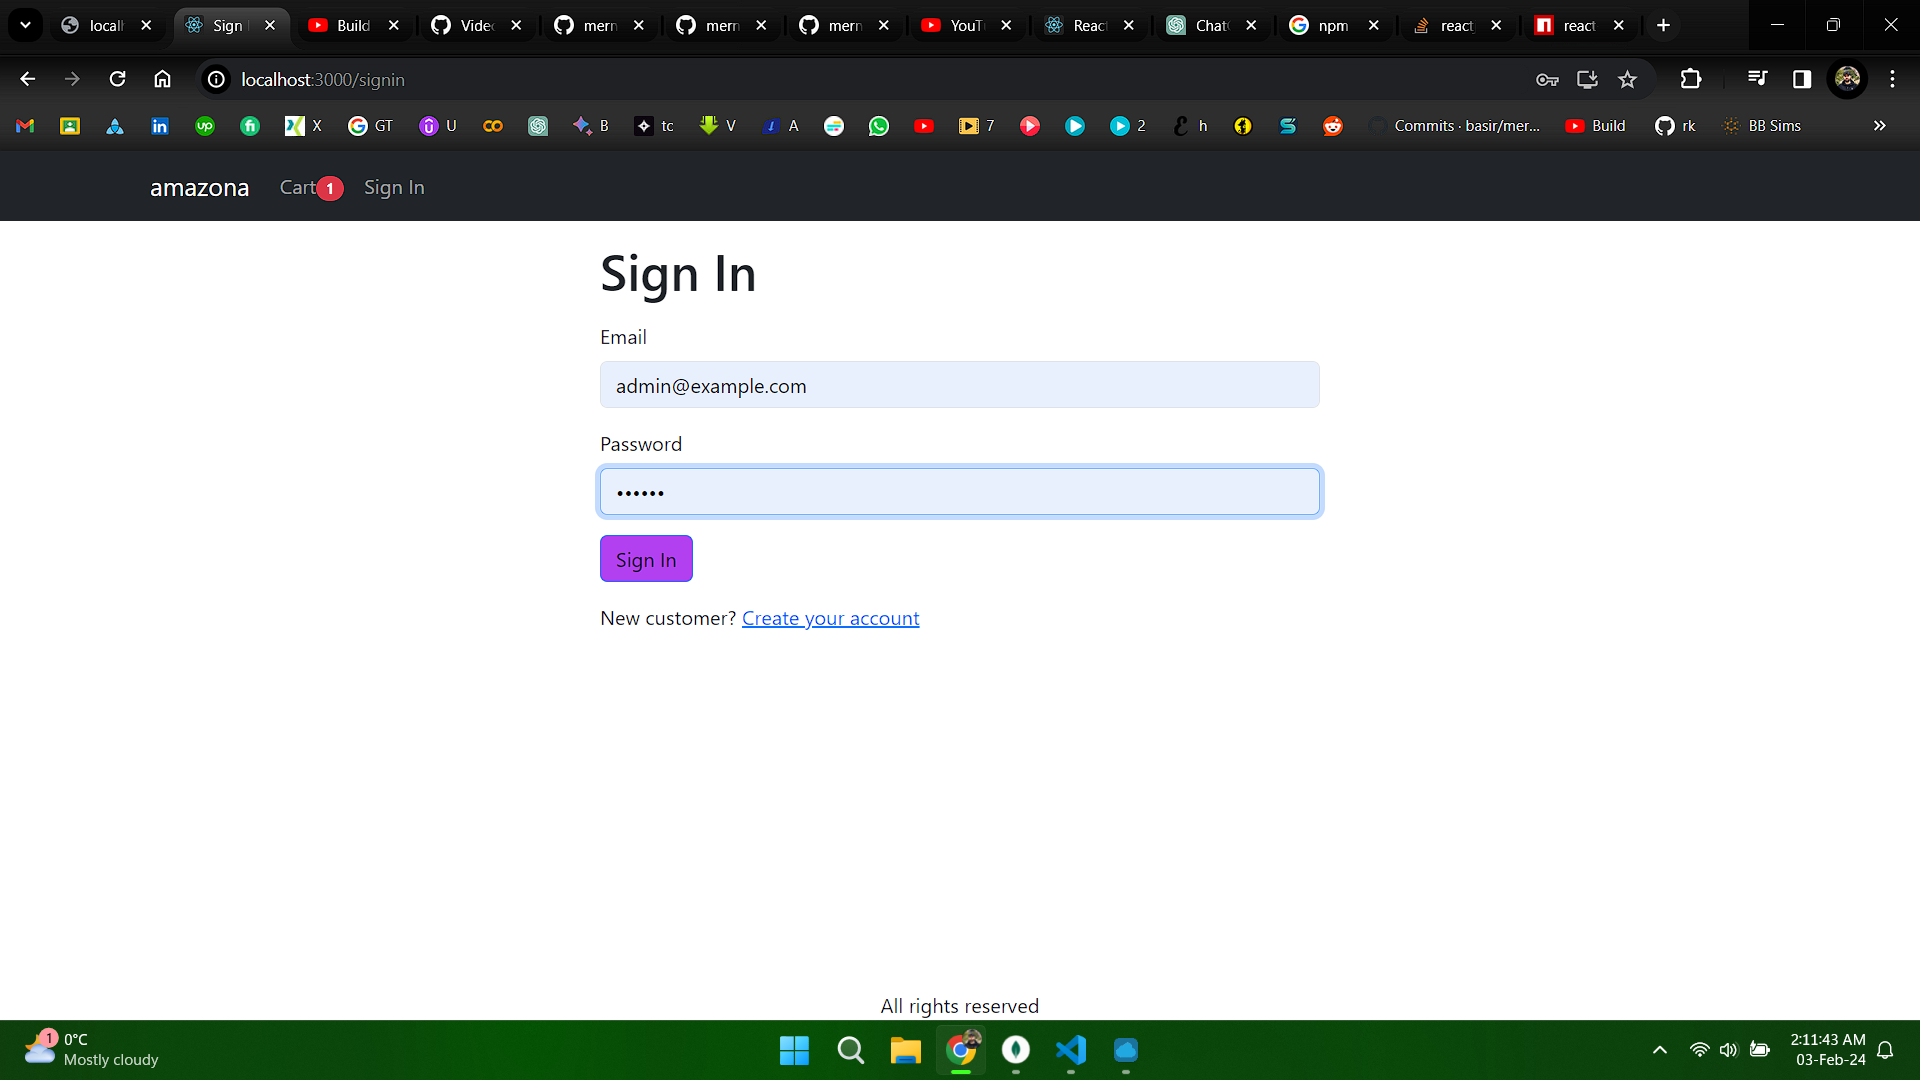 locall
Sign I
Build
Videc
mern
mern
mern
YouTu
React
Chat
npm
react
react
localhost:3000/signin
X GT U B tc V A 7 2 h Commits · basir/mer... Build rk BB Sims
amazona Cart 1 Sign In
Sign In
Email
admin@example.com
Password
Sign In
New customer? Create your account
All rights reserved
1 0°C
Mostly cloudy
2:11:43 AM
03-Feb-24